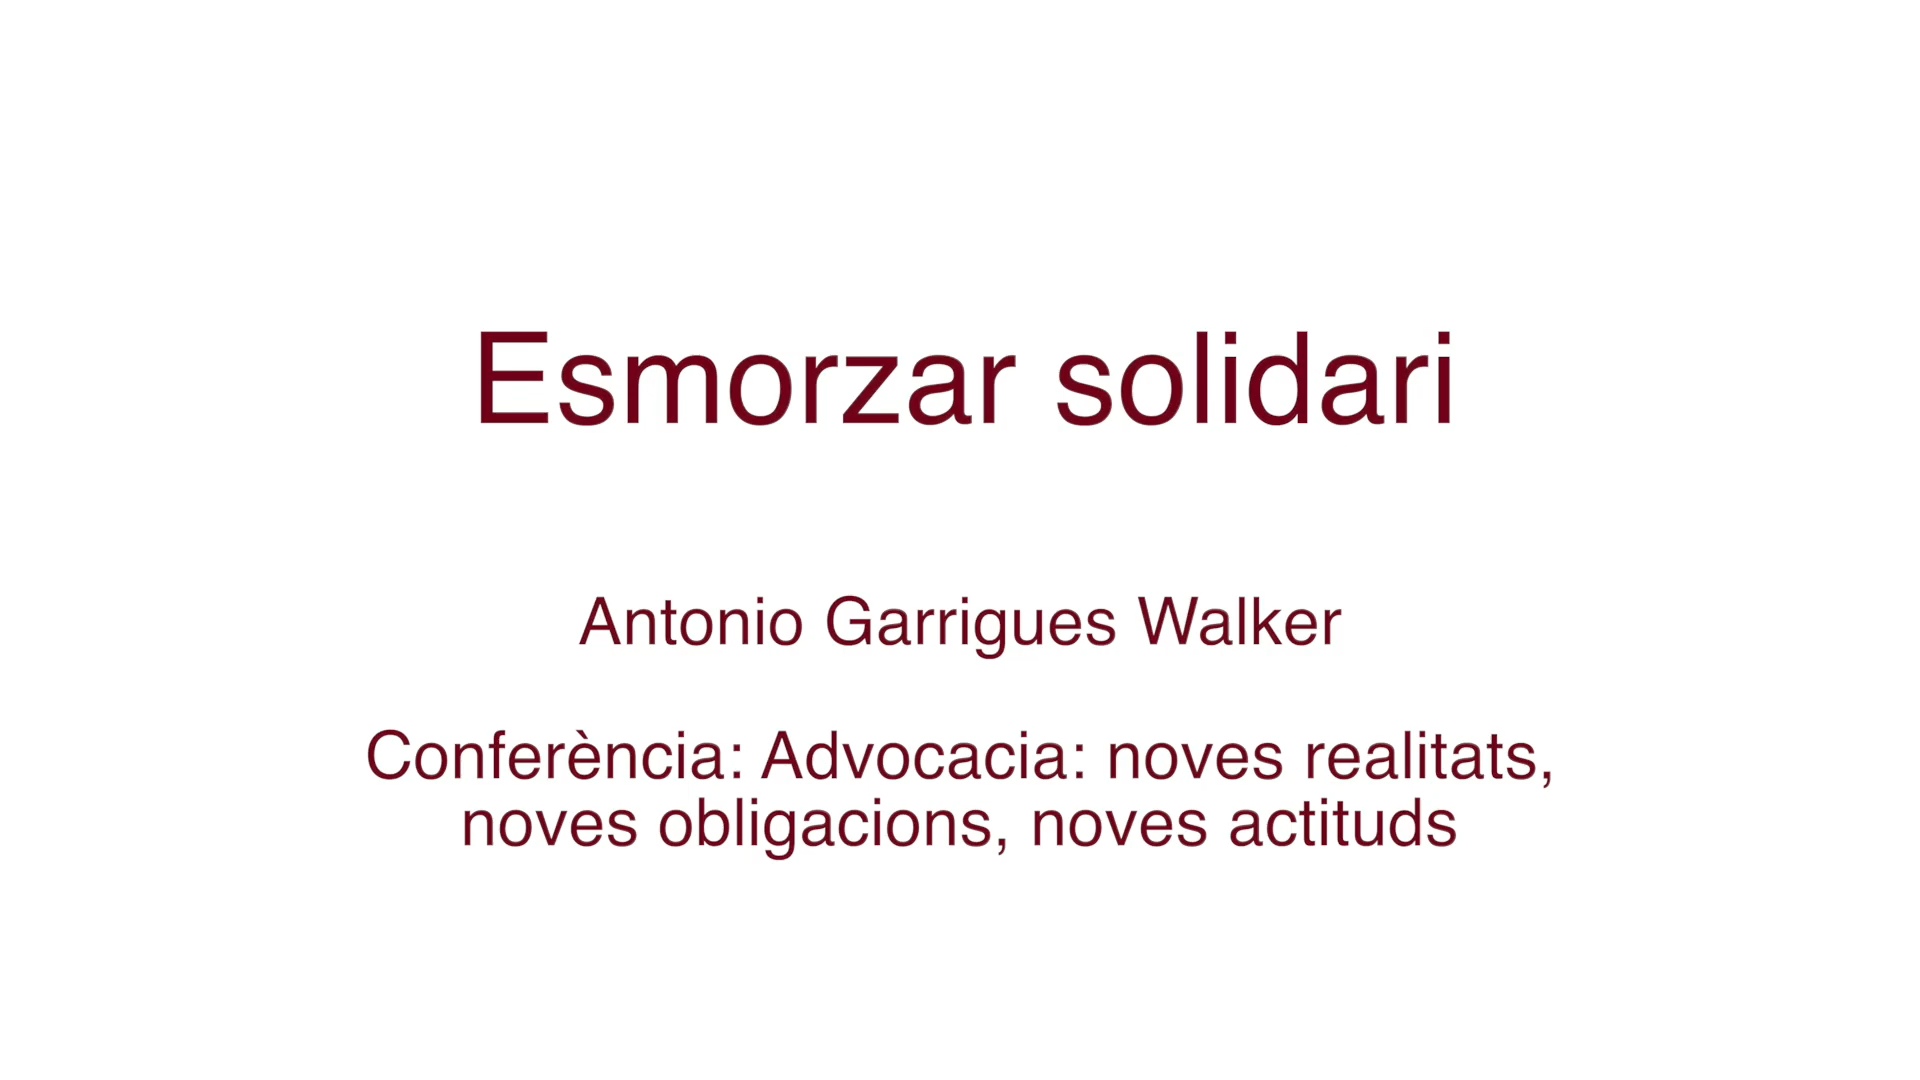 Esmorzar solidari
Antonio Garrigues Walker
Conferència: Advocacia: noves realitats,
noves obligacions, noves actituds